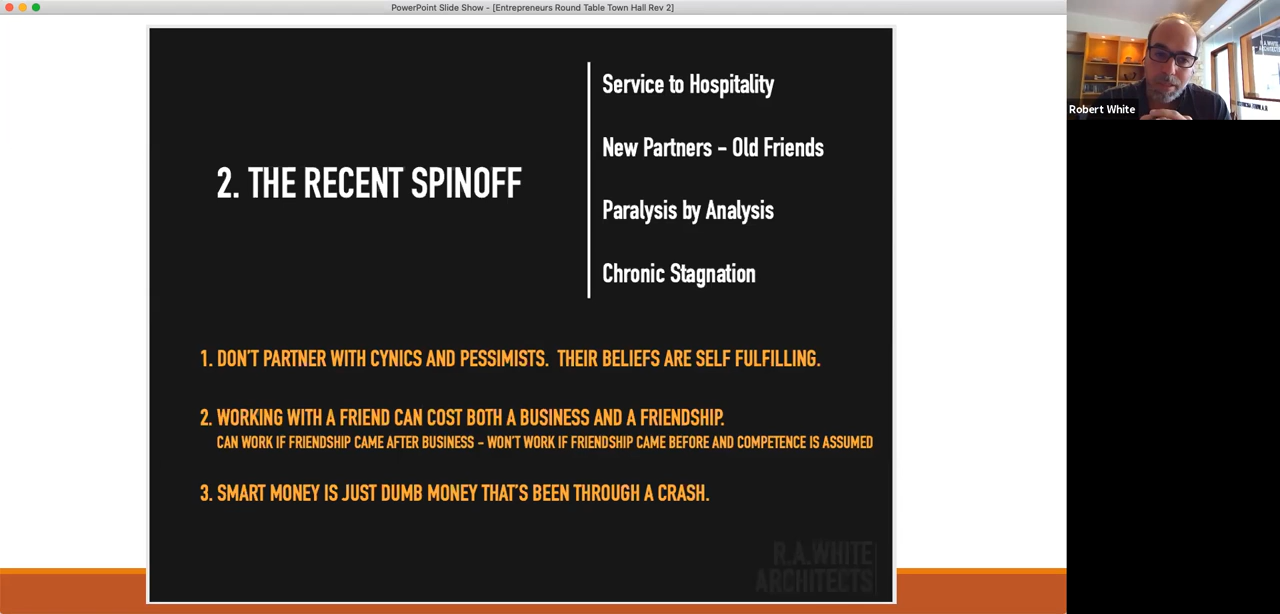 PowerPoint Slide Show - [Entrepreneurs Round Table Town Hall Rev 2]
2. THE RECENT SPINOFF
Service to Hospitality
New Partners - Old Friends
Paralysis by Analysis
Chronic Stagnation
1. DON'T PARTNER WITH CYNICS AND PESSIMISTS. THEIR BELIEFS ARE SELF FULFILLING.
2. WORKING WITH A FRIEND CAN COST BOTH A BUSINESS AND A FRIENDSHIP.
CAN WORK IF FRIENDSHIP CAME AFTER BUSINESS - WON'T WORK IF FRIENDSHIP CAME BEFORE AND COMPETENCE IS ASSUMED
3. SMART MONEY IS JUST DUMB MONEY THAT'S BEEN THROUGH A CRASH.
R.A.WHITE
ARCHITECTS
Robert White